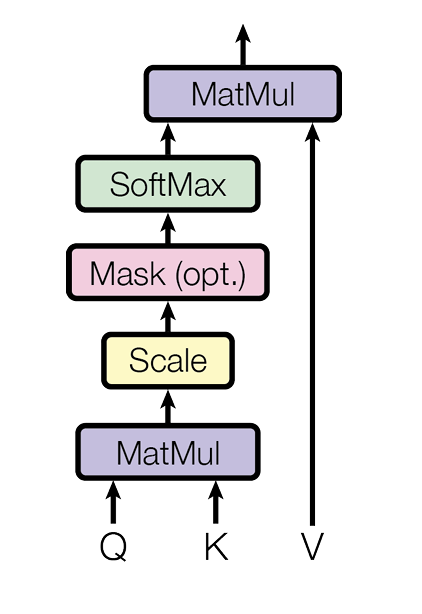 MatMul
SoftMax
Mask (opt.)
Scale
MatMul
Q K V